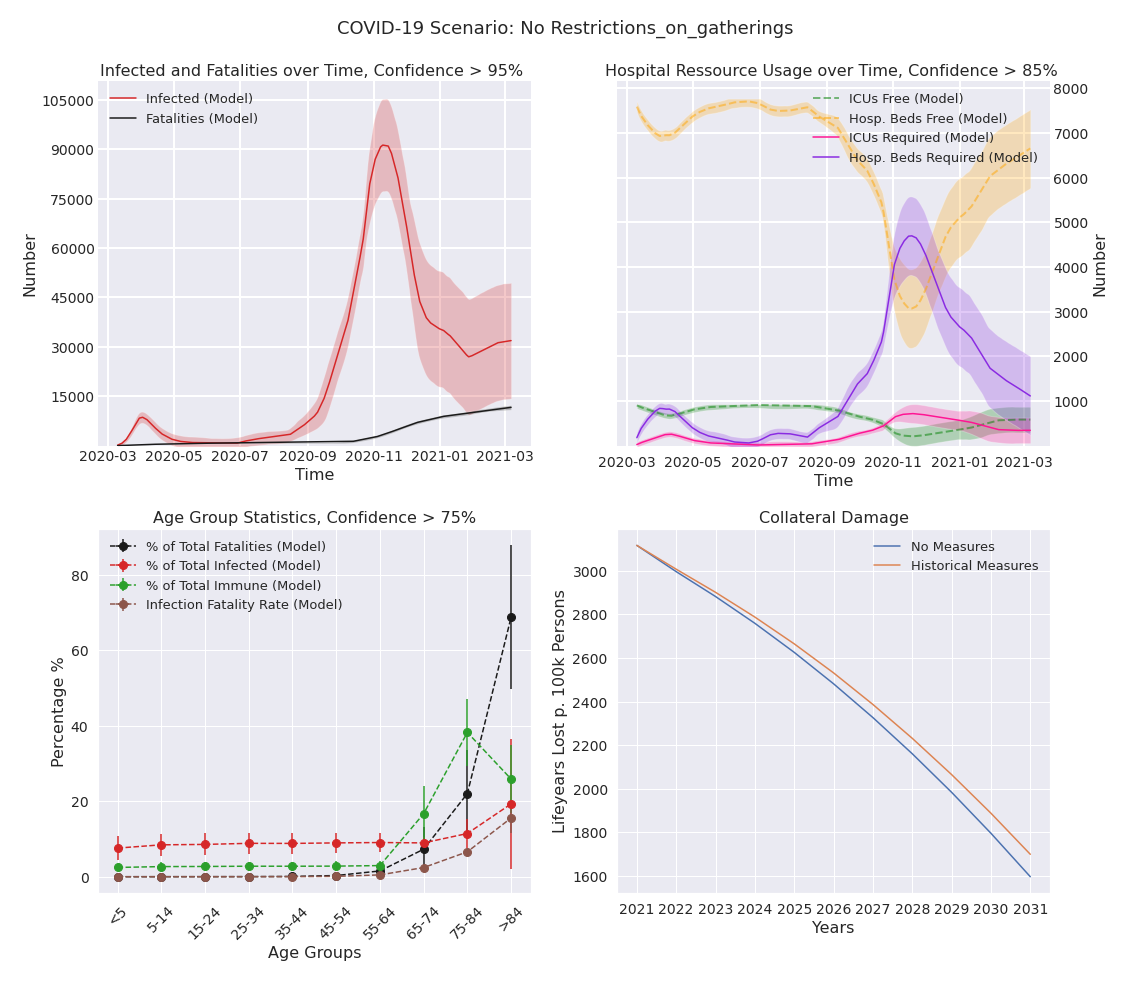 COVID-19 Scenario: No Restrictions_on_gatherings
Infected and Fatalities over Time, Confidence > 95%
Infected (Model)
Fatalities (Model)
105000
90000
75000
60000
45000
30000
15000
Number
2020-03 2020-05 2020-07 2020-09 2020-11 2021-01 2021-03
Time
Hospital Ressource Usage over Time, Confidence > 85%
ICUs Free (Model)
Hosp. Beds Free (Model)
ICUs Required (Model)
Hosp. Beds Required (Model)
8000
7000
6000
5000
4000
3000
2000
1000
Number
2020-03 2020-05 2020-07 2020-09 2020-11 2021-01 2021-03
Time
Age Group Statistics, Confidence > 75%
% of Total Fatalities (Model)
% of Total Infected (Model)
% of Total Immune (Model)
Infection Fatality Rate (Model)
80
60
40
20
0
Percentage %
<5 5-14 15-24 25-34 35-44 45-54 55-64 65-74 75-84 >84
Age Groups
Collateral Damage
No Measures
Historical Measures
3000
2800
2600
2400
2200
2000
1800
1600
Lifeyears Lost p. 100k Persons
2021 2022 2023 2024 2025 2026 2027 2028 2029 2030 2031
Years